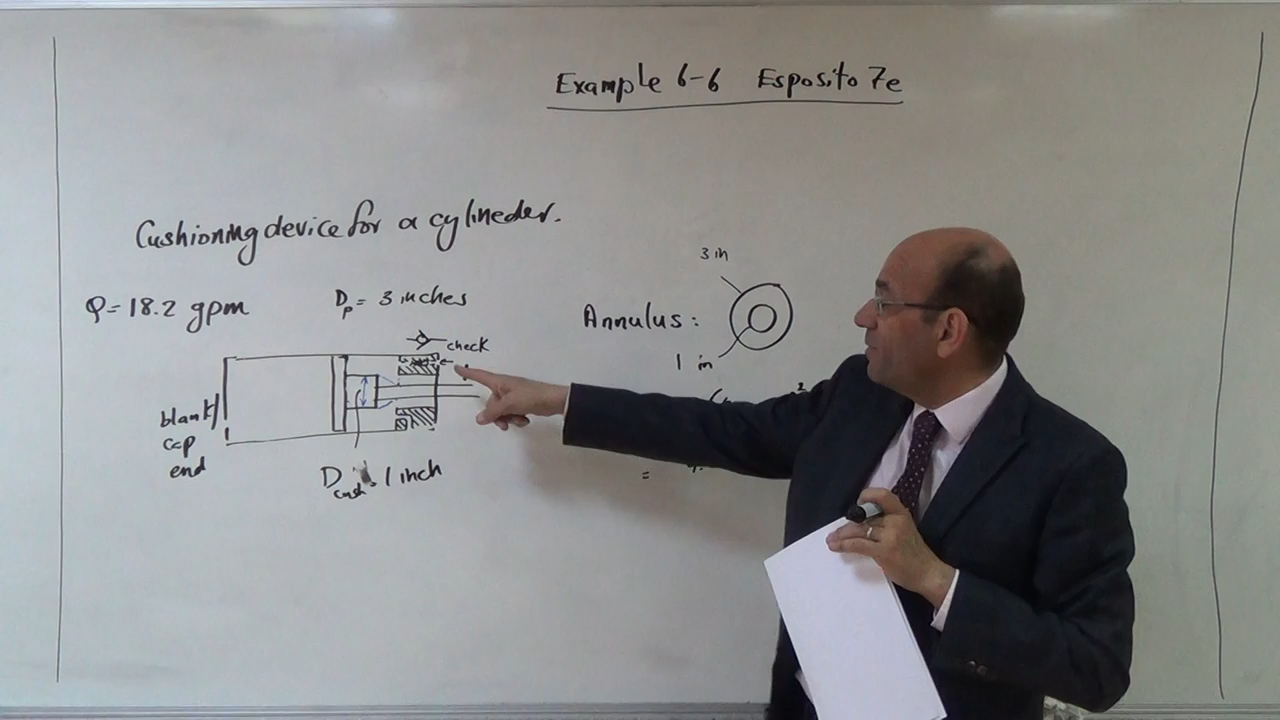 Example 6-6 Esposito 7e
Cushioning device for a cylineder.
Q = 18.2 gpm
Dp = 3 inches
check
blank/
cap
end
Dcush = 1 inch
3 in
Annulus:
1 in
2
=